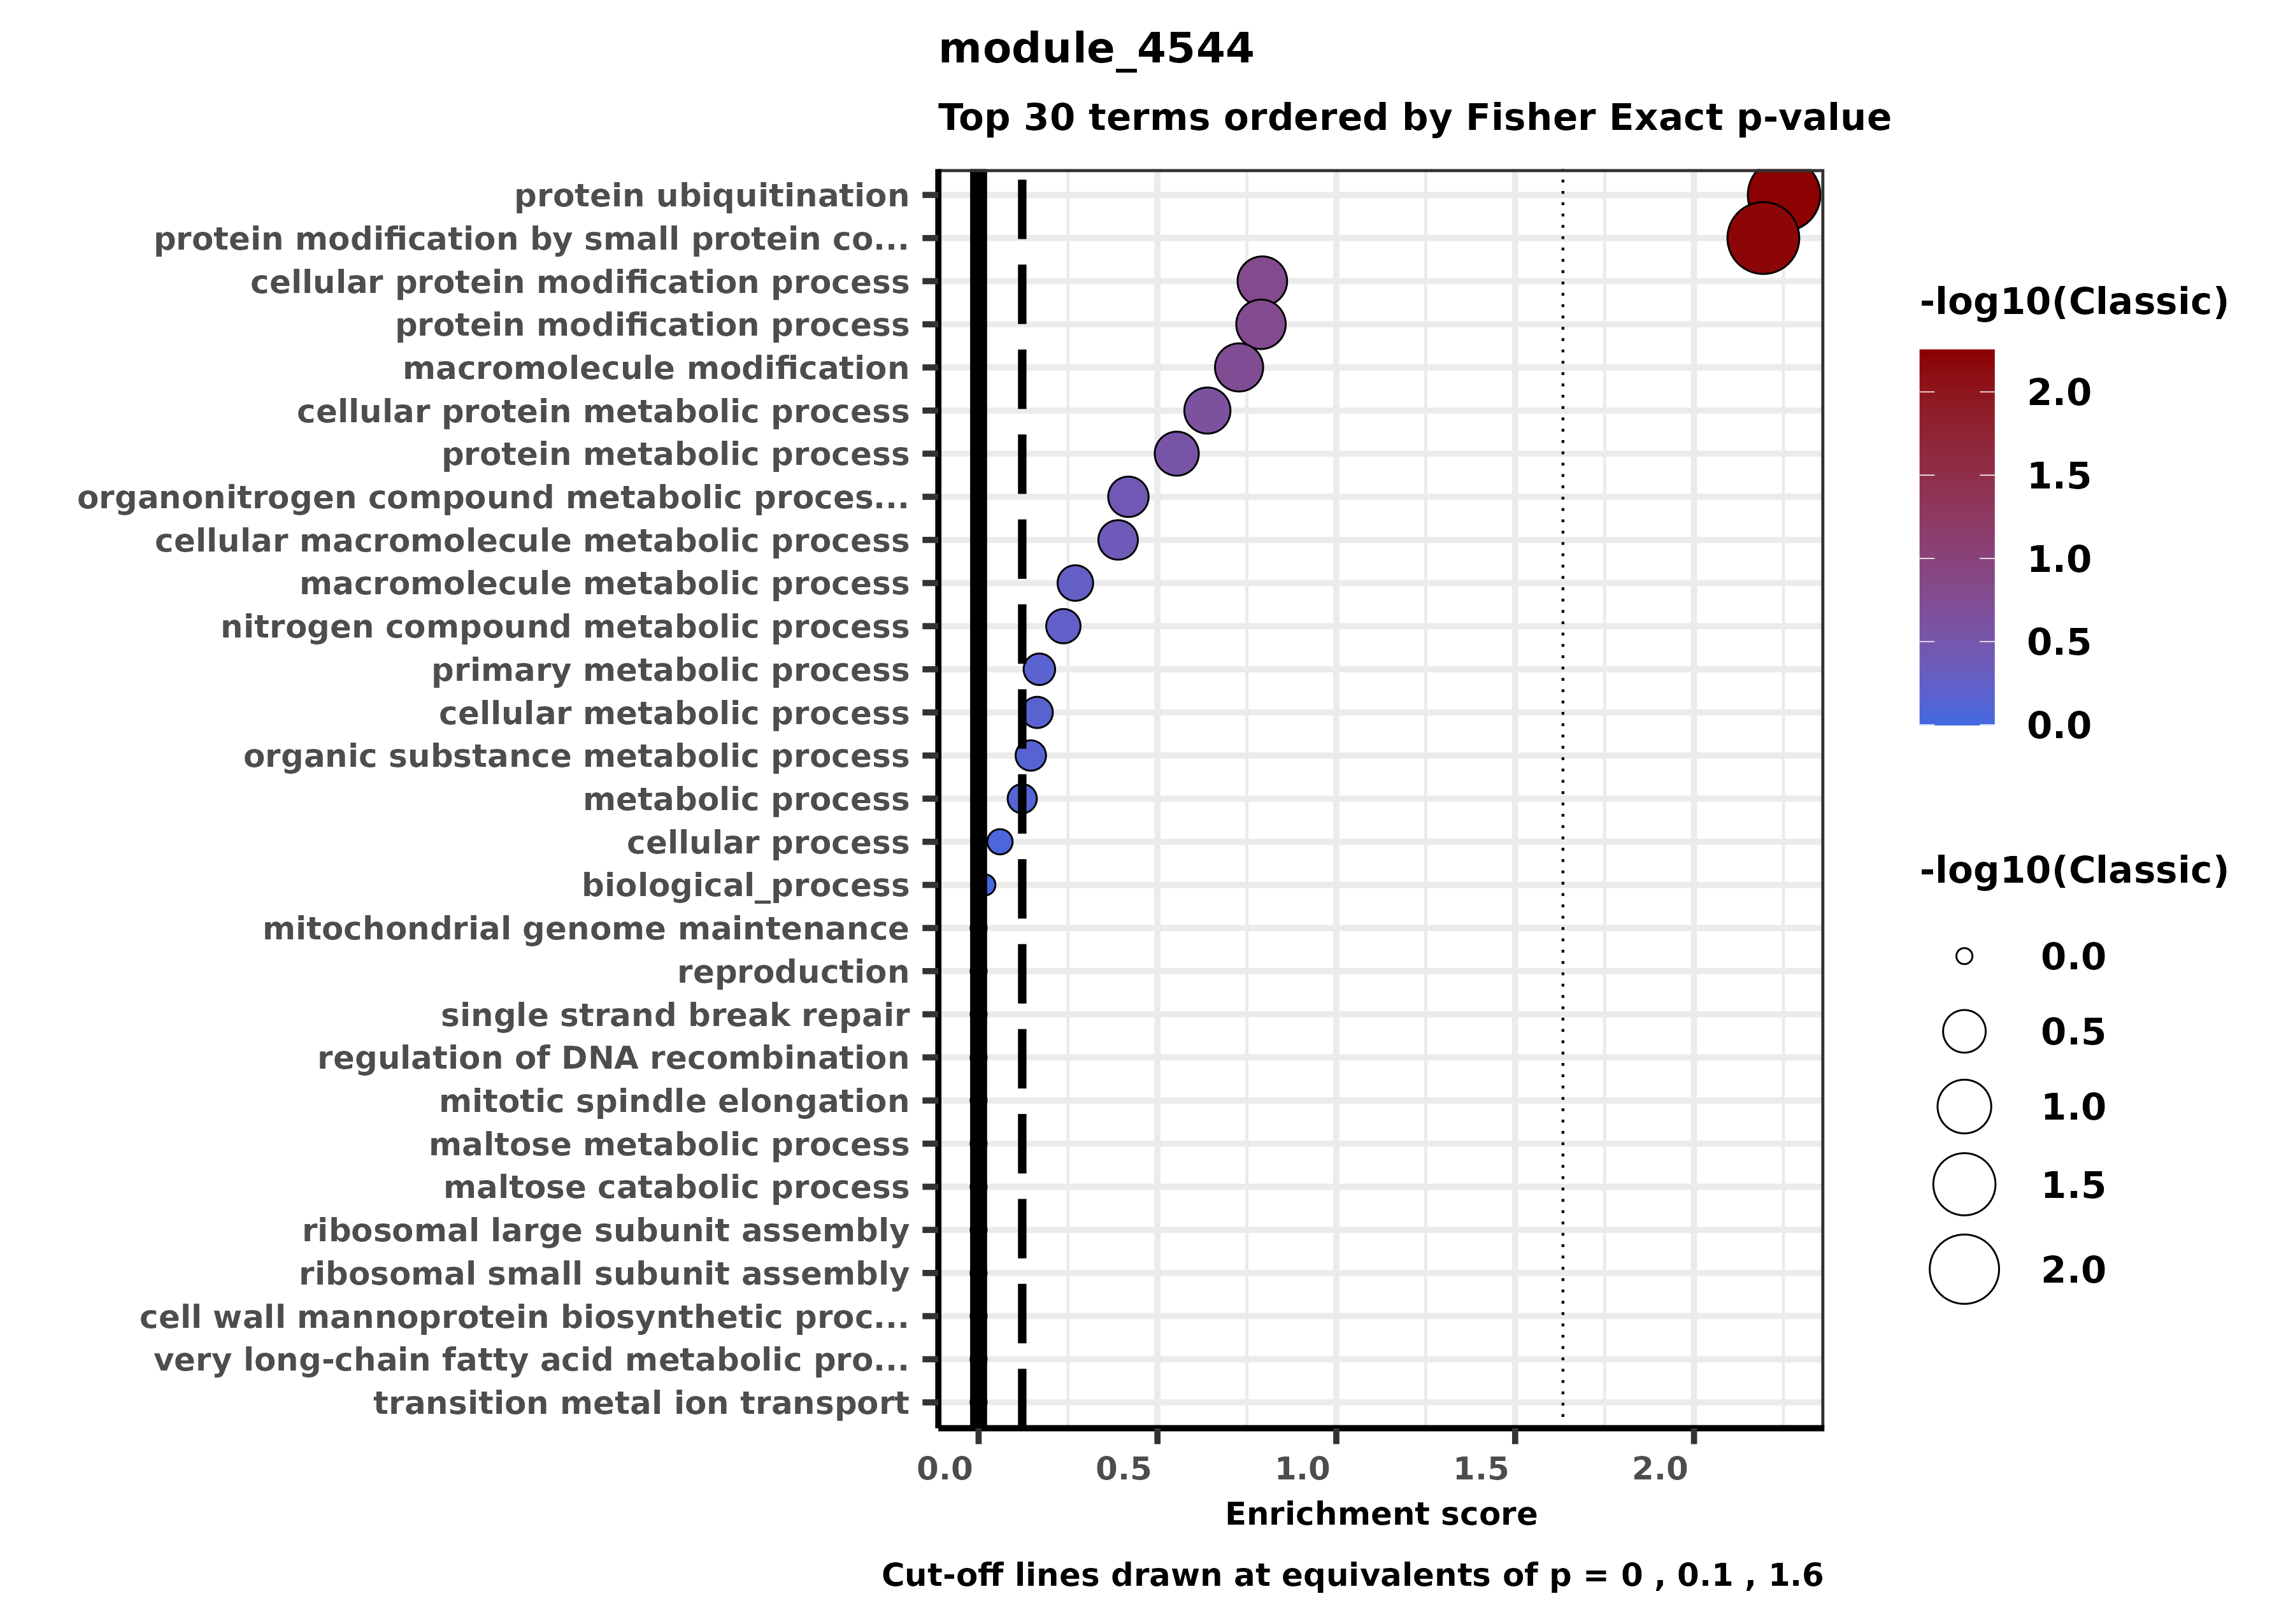 module_4544
Top 30 terms ordered by Fisher Exact p-value
protein ubiquitination
protein modification by small protein co...
cellular protein modification process
protein modification process
macromolecule modification
cellular protein metabolic process
protein metabolic process
organonitrogen compound metabolic proces...
cellular macromolecule metabolic process
macromolecule metabolic process
nitrogen compound metabolic process
primary metabolic process
cellular metabolic process
organic substance metabolic process
metabolic process
cellular process
biological_process
mitochondrial genome maintenance
reproduction
single strand break repair
regulation of DNA recombination
mitotic spindle elongation
maltose metabolic process
maltose catabolic process
ribosomal large subunit assembly
ribosomal small subunit assembly
cell wall mannoprotein biosynthetic proc...
very long-chain fatty acid metabolic pro...
transition metal ion transport
0.0 0.5 1.0 1.5 2.0
Enrichment score
Cut-off lines drawn at equivalents of p = 0 , 0.1 , 1.6
-log10(Classic)
2.0
1.5
1.0
0.5
0.0
-log10(Classic)
0.0
0.5
1.0
1.5
2.0